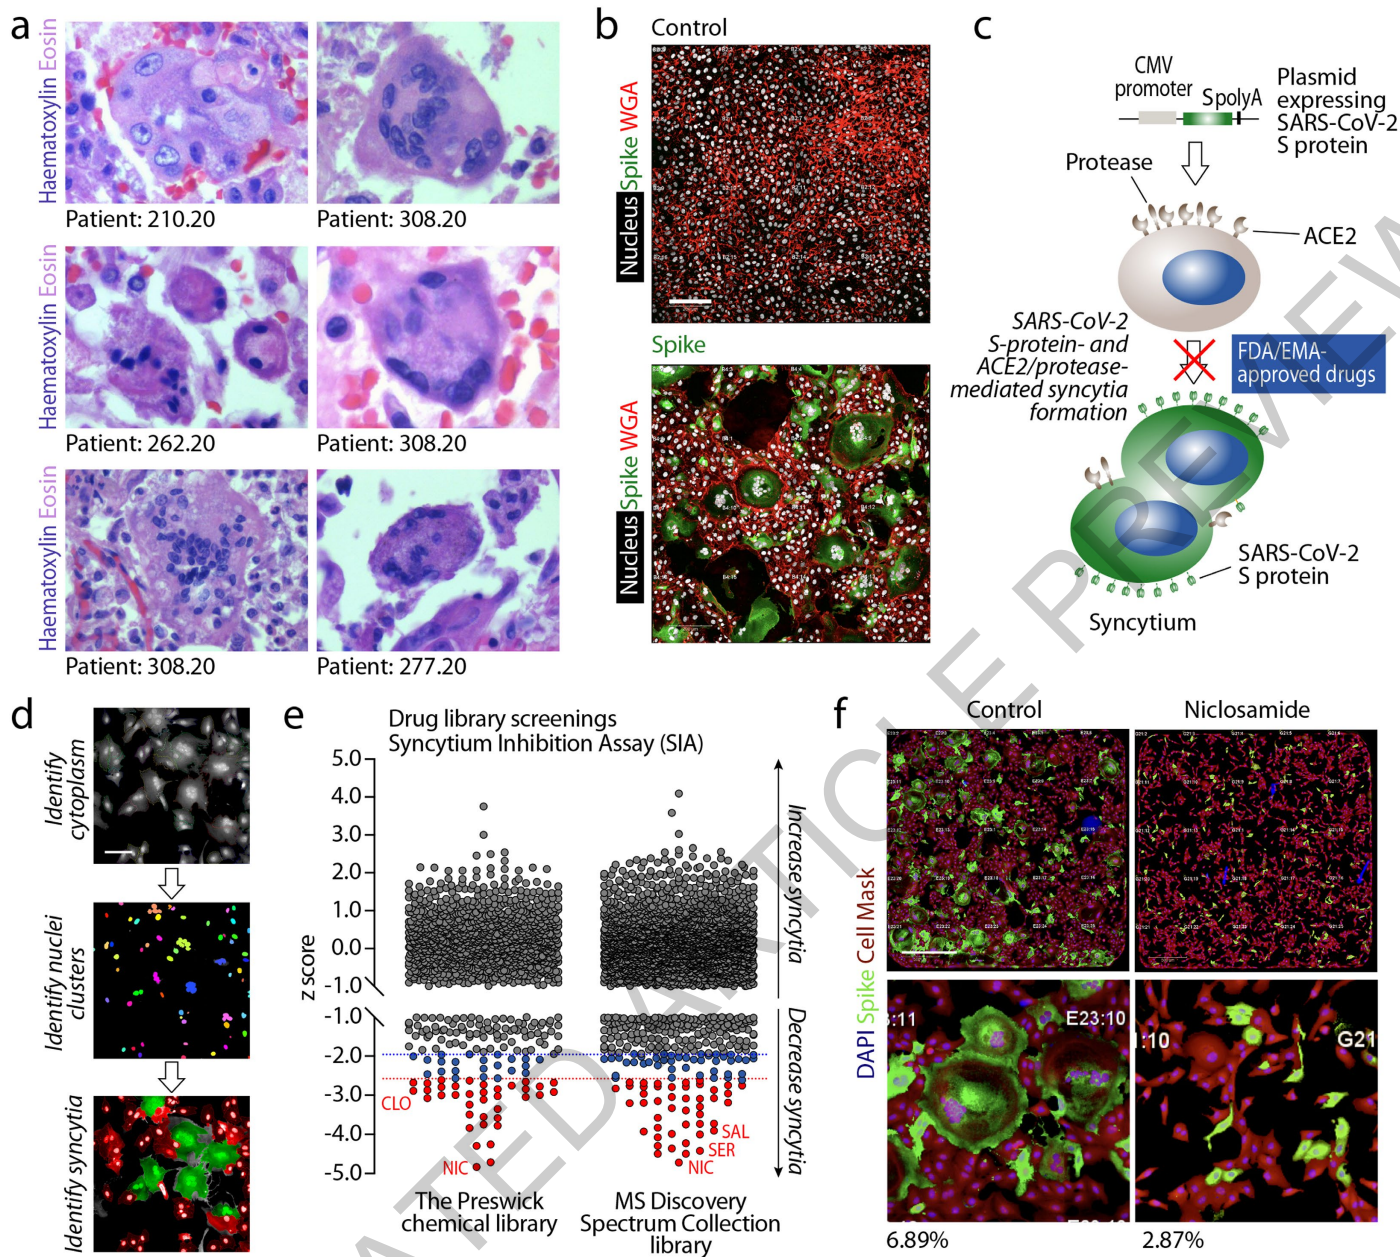 a
Haematoxylin Eosin
Patient: 210.20
Patient: 308.20
Haematoxylin Eosin
Patient: 262.20
Patient: 308.20
Haematoxylin Eosin
Patient: 308.20
Patient: 277.20
b
Control
Nucleus Spike WGA
Spike
Nucleus Spike WGA
c
CMV
promoter
S polyA
Plasmid
expressing
SARS-CoV-2
S protein
Protease
ACE2
SARS-CoV-2
S-protein- and
ACE2/protease-
mediated syncytia
formation
FDA/EMA-
approved drugs
SARS-CoV-2
S protein
Syncytium
d
Identify
cytoplasm
Identify nuclei
clusters
Identify syncytia
e
Drug library screenings
Syncytium Inhibition Assay (SIA)
z score
5.0
4.0
3.0
2.0
1.0
0.0
-1.0
-1.0
-2.0
-3.0
-4.0
-5.0
Increase syncytia
Decrease syncytia
CLO
NIC
SAL
SER
NIC
The Preswick
chemical library
MS Discovery
Spectrum Collection
library
f
Control
Niclosamide
DAPI Spike Cell Mask
E23:10
G21
6.89%
2.87%
ATED ARTICLE PREVIEW